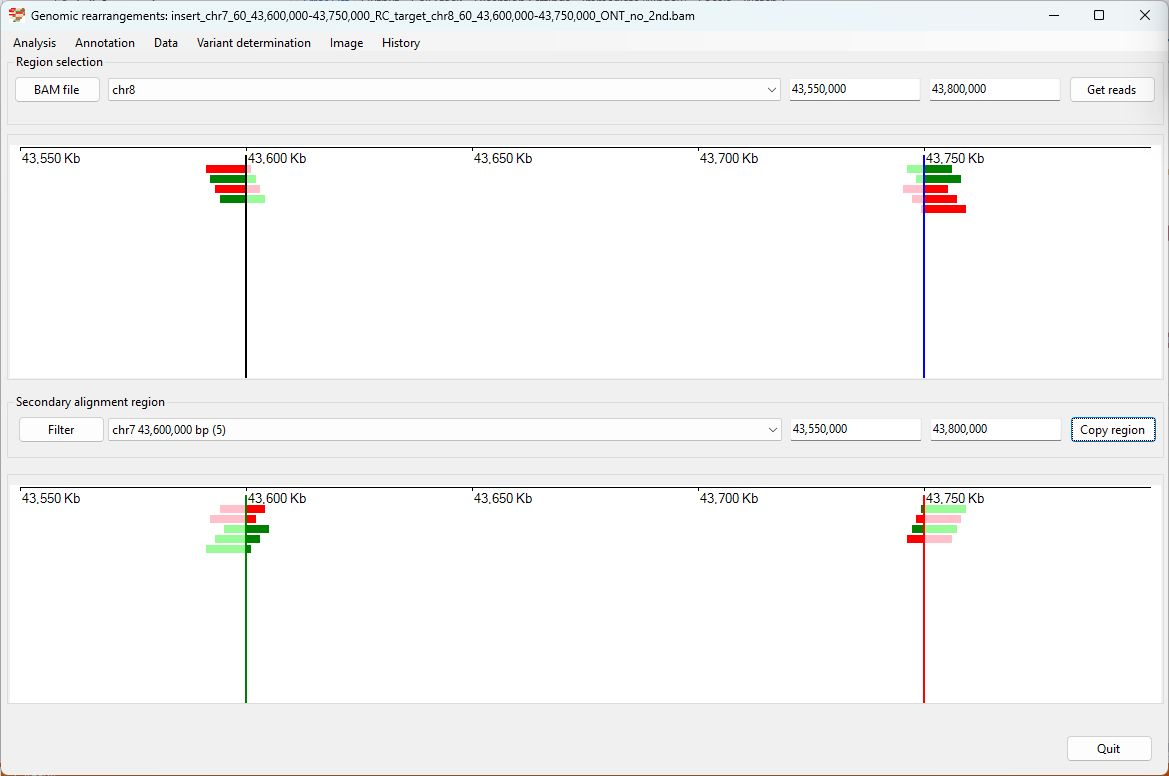 Genomic rearrangements: insert_chr7_60_43,600,000-43,750,000_RC_target_chr8_60_43,600,000-43,750,000_ONT_no_2nd.bam
Analysis Annotation Data Variant determination Image History
Region selection
BAM file chr8 43,550,000 43,800,000 Get reads
43,550 Kb 43,600 Kb 43,650 Kb 43,700 Kb 43,750 Kb
Secondary alignment region
Filter chr7 43,600,000 bp (5) 43,550,000 43,800,000 Copy region
43,550 Kb 43,600 Kb 43,650 Kb 43,700 Kb 43,750 Kb
Quit